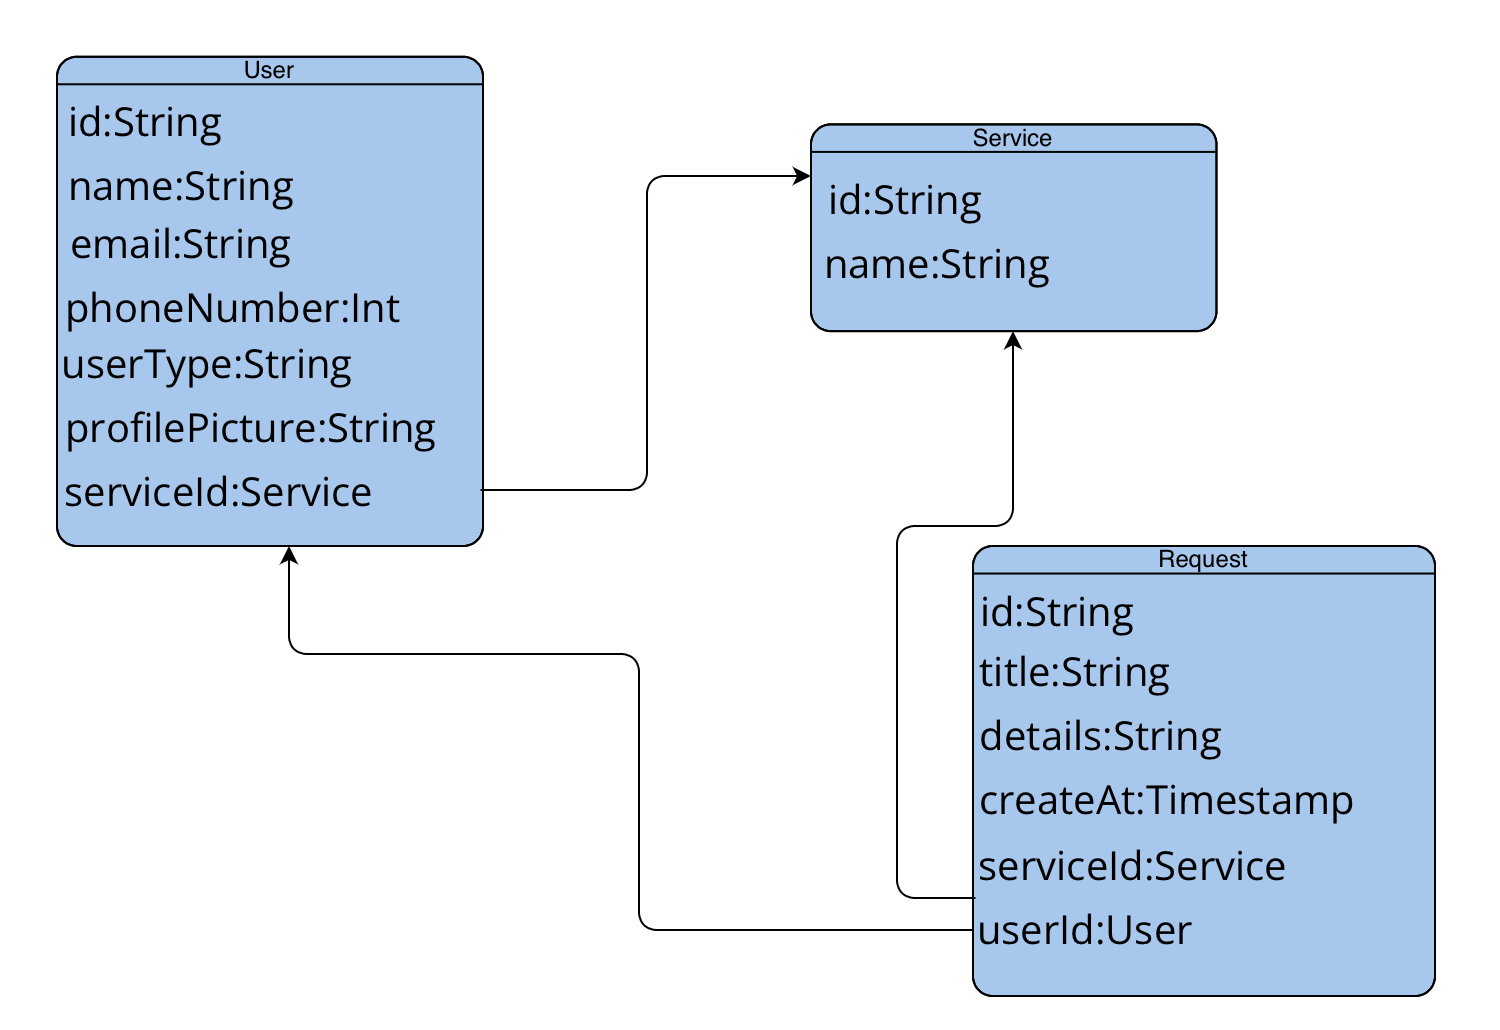 User
id:String
name:String
email:String
phoneNumber:Int
userType:String
profilePicture:String
serviceId:Service
Service
id:String
name:String
Request
id:String
title:String
details:String
createAt:Timestamp
serviceId:Service
userId:User